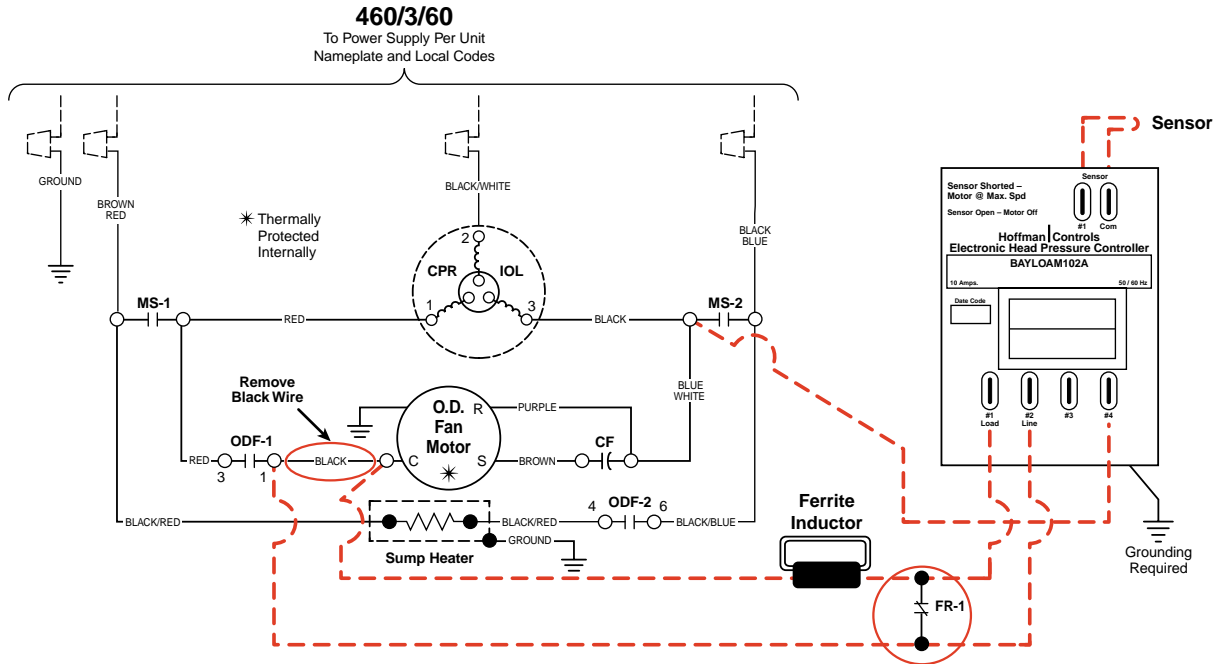 460/3/60
To Power Supply Per Unit
Nameplate and Local Codes
Sensor
GROUND
BROWN
RED
BLACK/WHITE
BLACK
BLUE
Thermally
Protected
Internally
2
CPR
IOL
1
3
MS-1
RED
BLACK
MS-2
Sensor
Sensor Shorted –
Motor @ Max. Spd
Sensor Open – Motor Off
#1
Com
Hoffman Controls
Electronic Head Pressure Controller
BAYLOAM102A
10 Amps.
50 / 60 Hz
Date Code
#1
Load
#2
Line
#3
#4
Remove
Black Wire
BLUE
WHITE
O.D.
Fan
Motor
R
PURPLE
C
S
BROWN
CF
RED
ODF-1
3
1
BLACK
BLACK/RED
BLACK/RED
4
ODF-2
6
BLACK/BLUE
GROUND
Sump Heater
Ferrite
Inductor
FR-1
Grounding
Required